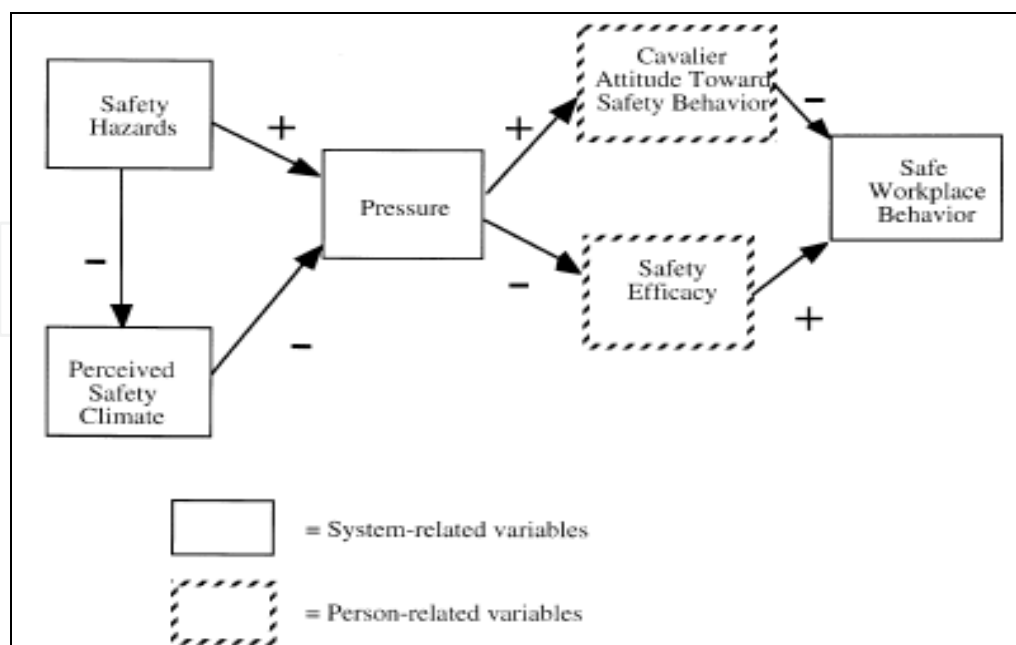 Safety
Hazards
+
-
Perceived
Safety
Climate
-
Pressure
+
-
Cavalier
Attitude Toward
Safety Behavior
Safety
Efficacy
-
+
Safe
Workplace
Behavior
= System-related variables
= Person-related variables